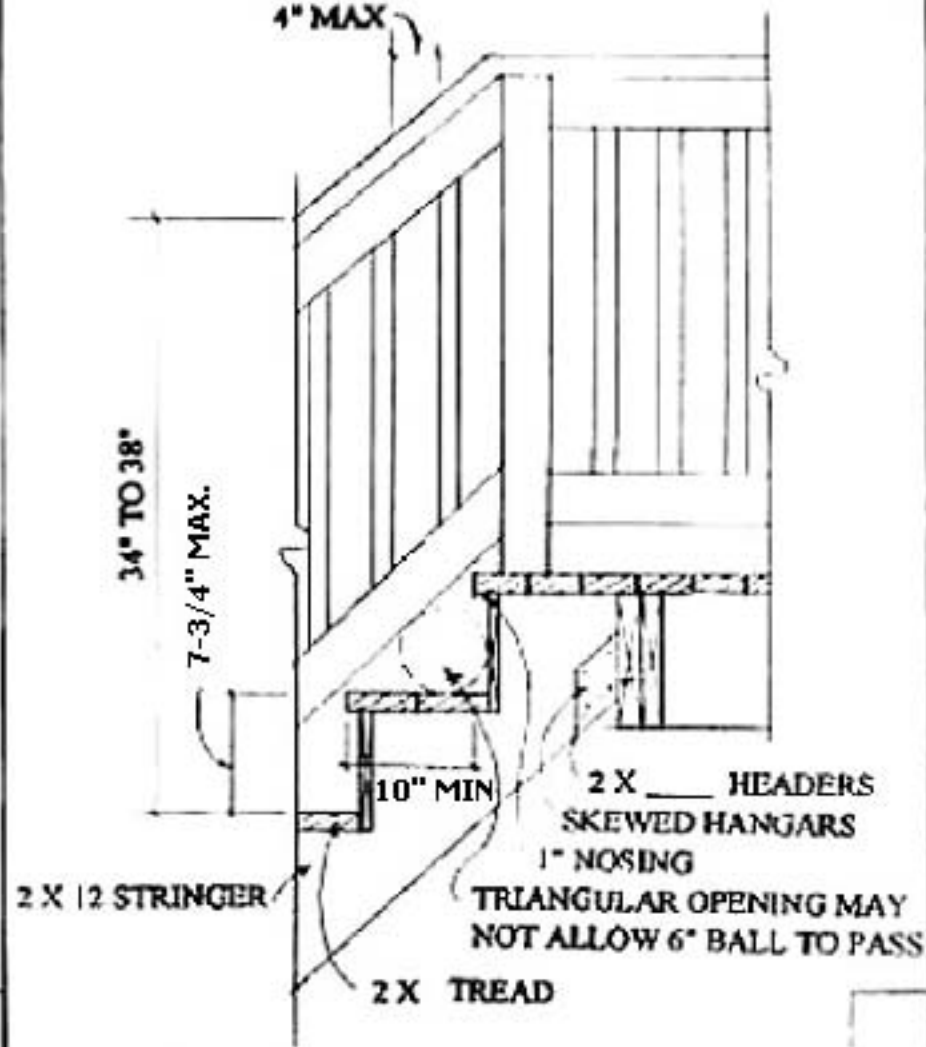 4" MAX
34" TO 38"
7-3/4" MAX.
10" MIN
2 X ____ HEADERS
SKEWED HANGARS
1" NOSING
2 X 12 STRINGER
TRIANGULAR OPENING MAY
NOT ALLOW 6" BALL TO PASS
2 X TREAD